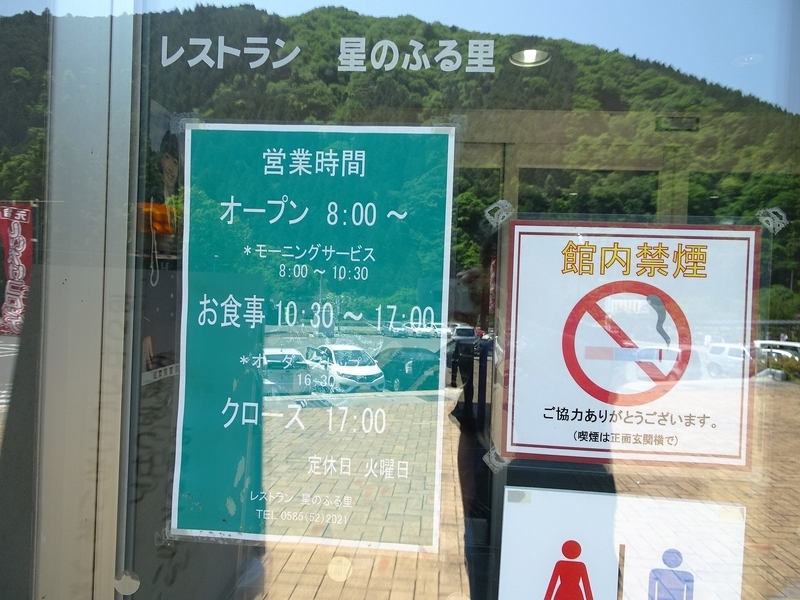 レストラン 星のふる里
営業時間
オープン 8:00～
＊モーニングサービス
8:00～10:30
お食事 10:30～17:00
＊オーダーストップ
16:30
クローズ 17:00
定休日 火曜日
レストラン 星のふる里
TEL 0585(52)2021
館内禁煙
ご協力ありがとうございます。
(喫煙は正面玄関横で)